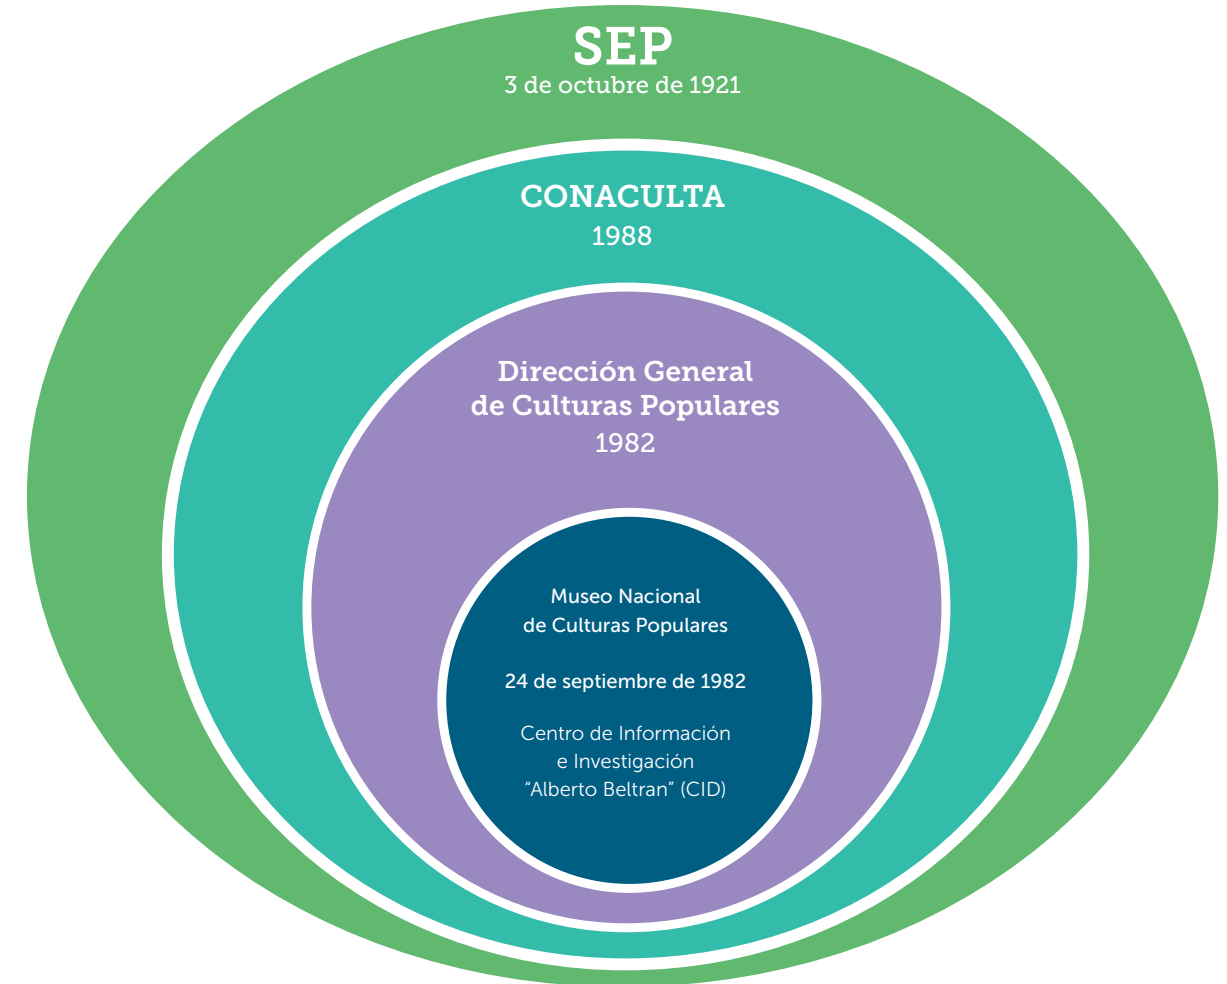 SEP
3 de octubre de 1921
CONACULTA
1988
Dirección General
de Culturas Populares
1982
Museo Nacional
de Culturas Populares
24 de septiembre de 1982
Centro de Información
e Investigación
“Alberto Beltran” (CID)